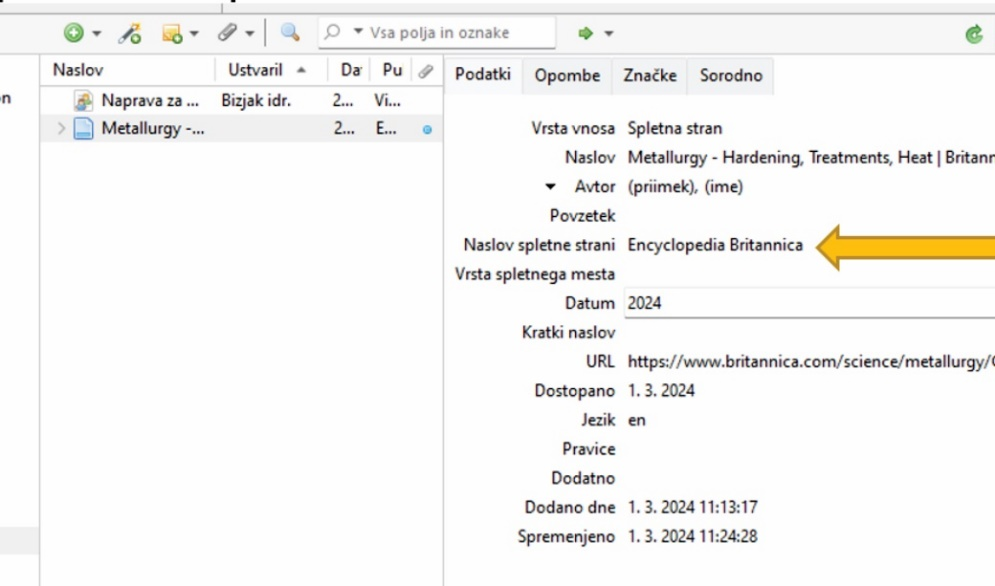 Vsa polja in oznake
Naslov Ustvaril Da Pu
Naprava za ... Bizjak idr. 2... Vi...
Metallurgy -... 2... E...
Podatki Opombe Značke Sorodno
Vrsta vnosa Spletna stran
Naslov Metallurgy - Hardening, Treatments, Heat | Britann
Avtor (priimek), (ime)
Povzetek
Naslov spletne strani Encyclopedia Britannica
Vrsta spletnega mesta
Datum 2024
Kratki naslov
URL https://www.britannica.com/science/metallurgy/
Dostopano 1. 3. 2024
Jezik en
Pravice
Dodatno
Dodano dne 1. 3. 2024 11:13:17
Spremenjeno 1. 3. 2024 11:24:28